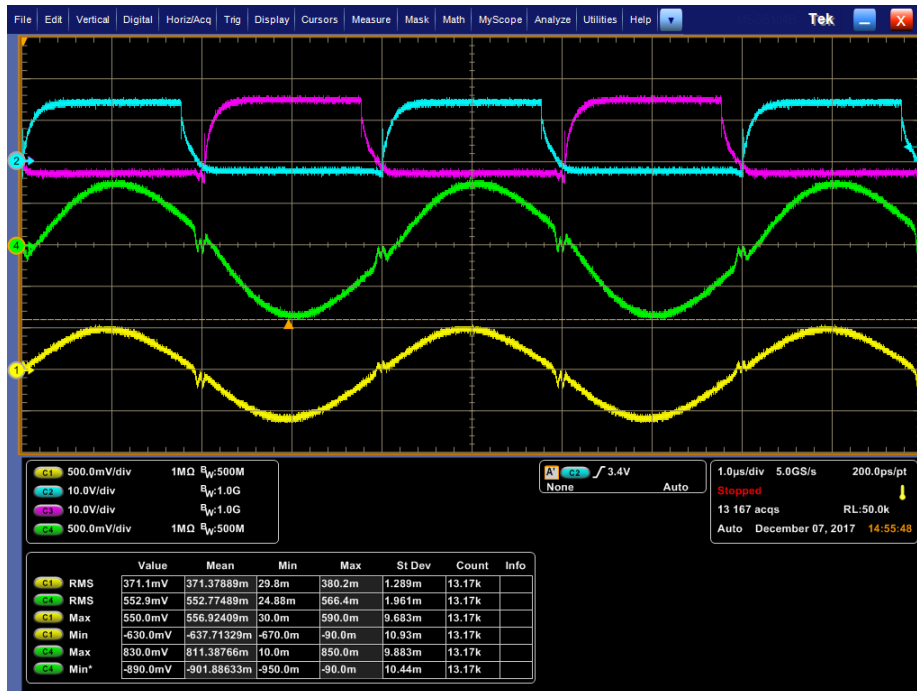 File Edit Vertical Digital Horiz/Acq Trig Display Cursors Measure Mask Math MyScope Analyze Utilities Help Tek X
2
4
1
C1 500.0mV/div 1MΩ BW:500M
C2 10.0V/div BW:1.0G
C3 10.0V/div BW:1.0G
C4 500.0mV/div 1MΩ BW:500M
A' C2 3.4V
None Auto
1.0µs/div 5.0GS/s 200.0ps/pt
Stopped
13 167 acqs RL:50.0k
Auto December 07, 2017 14:55:48
Value Mean Min Max St Dev Count Info
C1 RMS 371.1mV 371.37889m 29.8m 380.2m 1.289m 13.17k
C4 RMS 552.9mV 552.77489m 24.88m 566.4m 1.961m 13.17k
C1 Max 550.0mV 556.92409m 30.0m 590.0m 9.683m 13.17k
C1 Min -630.0mV -637.71329m -670.0m -90.0m 10.93m 13.17k
C4 Max 830.0mV 811.38766m 10.0m 850.0m 9.883m 13.17k
C4 Min* -890.0mV -901.88633m -950.0m -90.0m 10.44m 13.17k